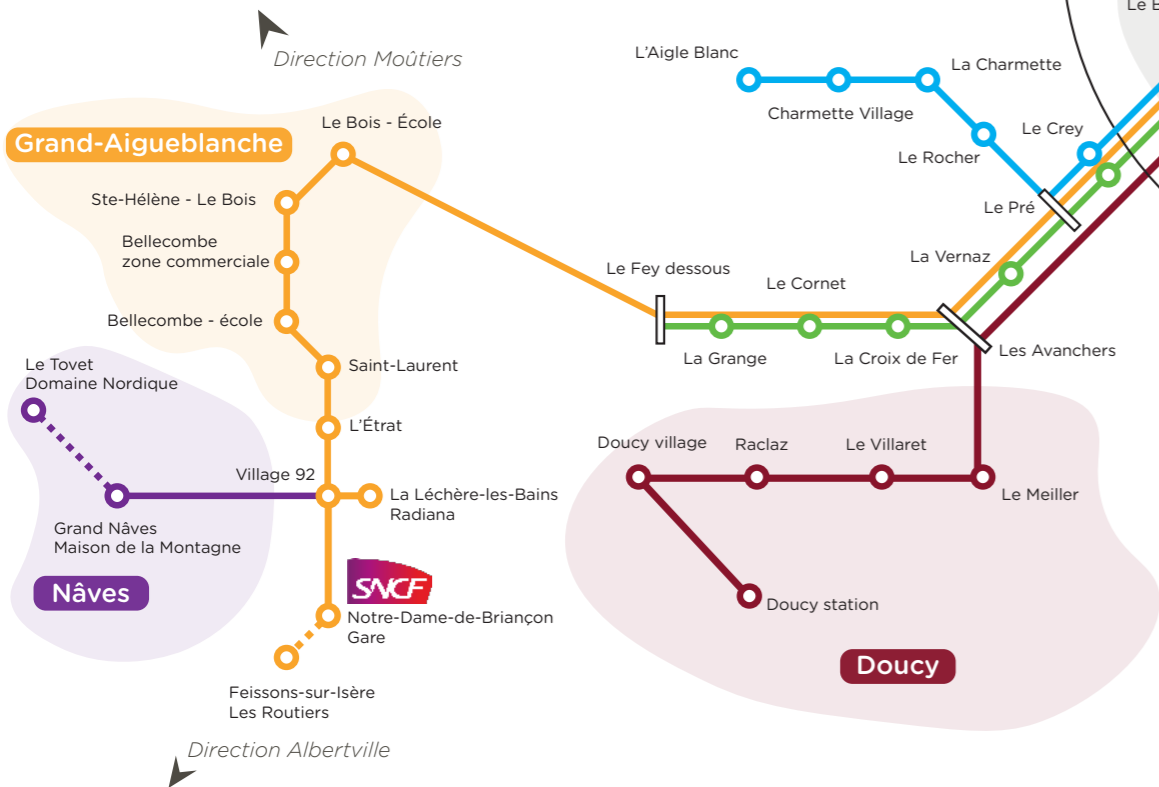 Le B
Direction Moûtiers
L'Aigle Blanc
La Charmette
Charmette Village
Le Rocher
Le Crey
Le Pré
Grand-Aigueblanche
Le Bois - École
Ste-Hélène - Le Bois
Bellecombe
zone commerciale
Bellecombe - école
Saint-Laurent
L'Étrat
Le Fey dessous
Le Cornet
La Vernaz
La Grange
La Croix de Fer
Les Avanchers
Le Tovet
Domaine Nordique
Village 92
La Léchère-les-Bains
Radiana
Grand Nâves
Maison de la Montagne
Nâves
SNCF
Notre-Dame-de-Briançon
Gare
Feissons-sur-Isère
Les Routiers
Direction Albertville
Doucy village
Raclaz
Le Villaret
Le Meiller
Doucy station
Doucy